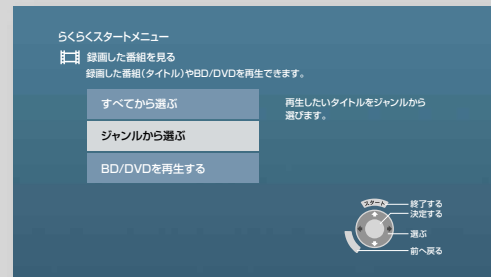 らくらくスタートメニュー
録画した番組を見る
録画した番組(タイトル)やBD/DVDを再生できます。
すべてから選ぶ
再生したいタイトルをジャンルから
選びます。
ジャンルから選ぶ
BD/DVDを再生する
スタート
終了する
決定する
選ぶ
前へ戻る